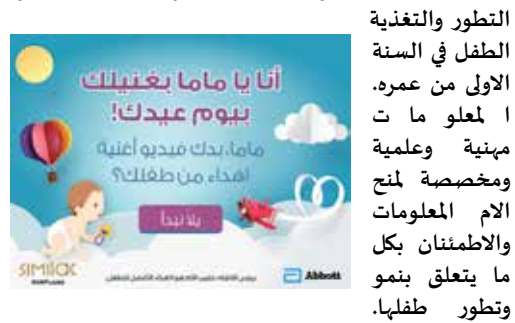 التطور والتغذية
الطفل في السنة
الاولى من عمره.
ا لمعلو ما ت
مهنية وعلمية
ومخصصة لمنح
الام المعلومات
والاطمئنان بكل
ما يتعلق بنمو
وتطور طفلها.
أنا يا ماما بغنيلك
بيوم عيدك!
ماما، بدك فيديو أغنية
اهداء من طفلك؟
يلا نبدأ
SIMILAC
Abbott